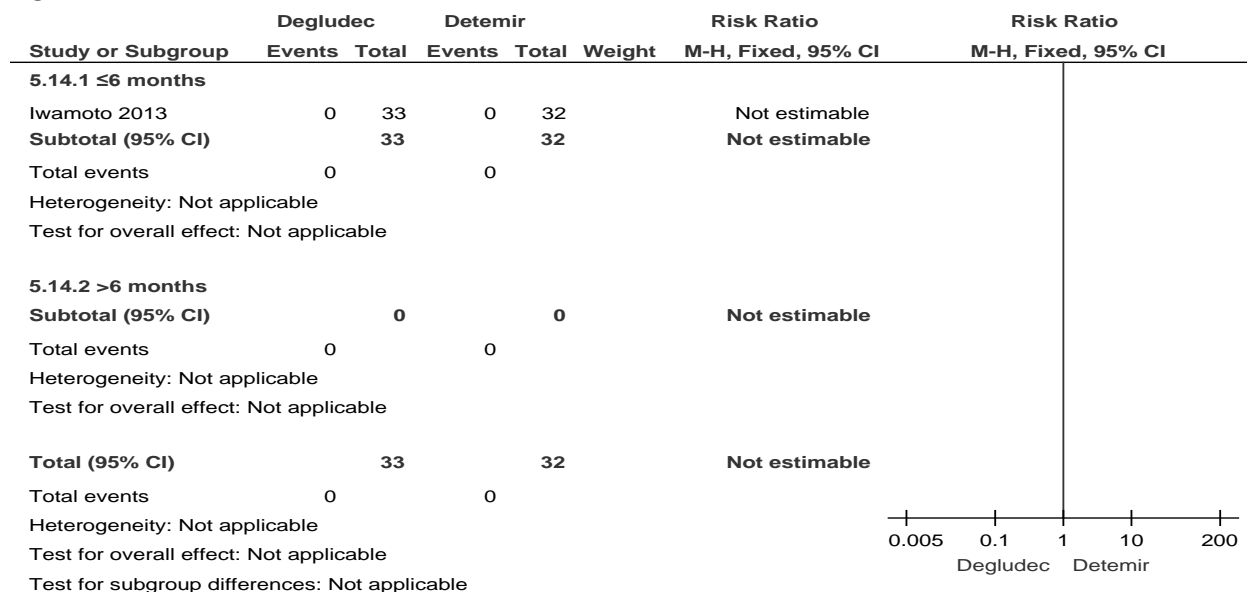 Degludec Detemir Risk Ratio Risk Ratio
Study or Subgroup Events Total Events Total Weight M-H, Fixed, 95% CI M-H, Fixed, 95% CI
5.14.1 ≤6 months
Iwamoto 2013 0 33 0 32 Not estimable
Subtotal (95% CI) 33 32 Not estimable
Total events 0 0
Heterogeneity: Not applicable
Test for overall effect: Not applicable
5.14.2 >6 months
Subtotal (95% CI) 0 0 Not estimable
Total events 0 0
Heterogeneity: Not applicable
Test for overall effect: Not applicable
Total (95% CI) 33 32 Not estimable
Total events 0 0
Heterogeneity: Not applicable
Test for overall effect: Not applicable
Test for subgroup differences: Not applicable
0.005 0.1 1 10 200
Degludec Detemir